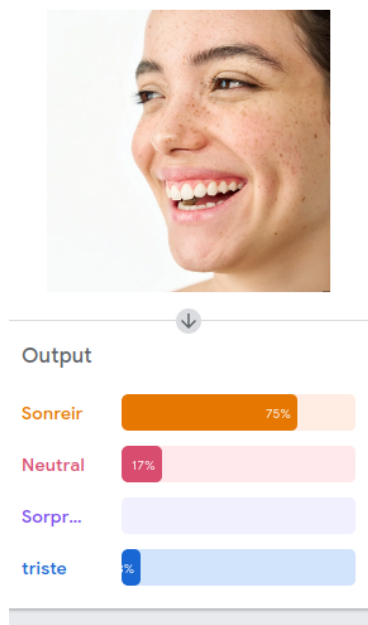 Output
Sonreir 75%
Neutral 17%
Sorpr...
triste